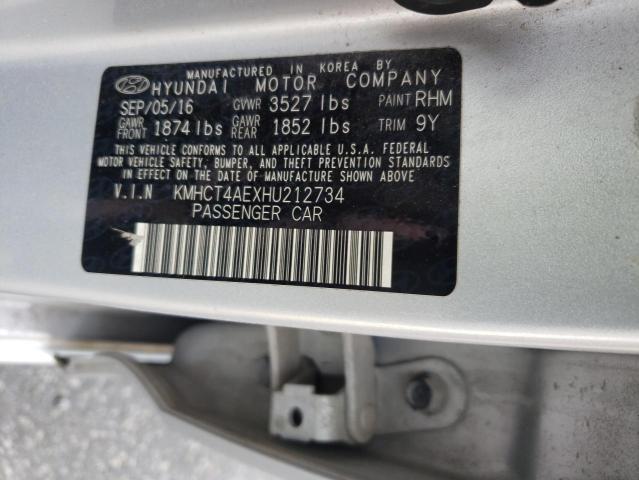 MANUFACTURED IN KOREA BY
HYUNDAI MOTOR COMPANY
SEP/05/16 GVWR 3527 lbs PAINT RHM
GAWR FRONT 1874 lbs GAWR REAR 1852 lbs TRIM 9Y
THIS VEHICLE CONFORMS TO ALL APPLICABLE U.S.A. FEDERAL
MOTOR VEHICLE SAFETY, BUMPER, AND THEFT PREVENTION STANDARDS
IN EFFECT ON THE DATE OF MANUFACTURE SHOWN ABOVE
V.I.N KMHCT4AEXHU212734
PASSENGER CAR